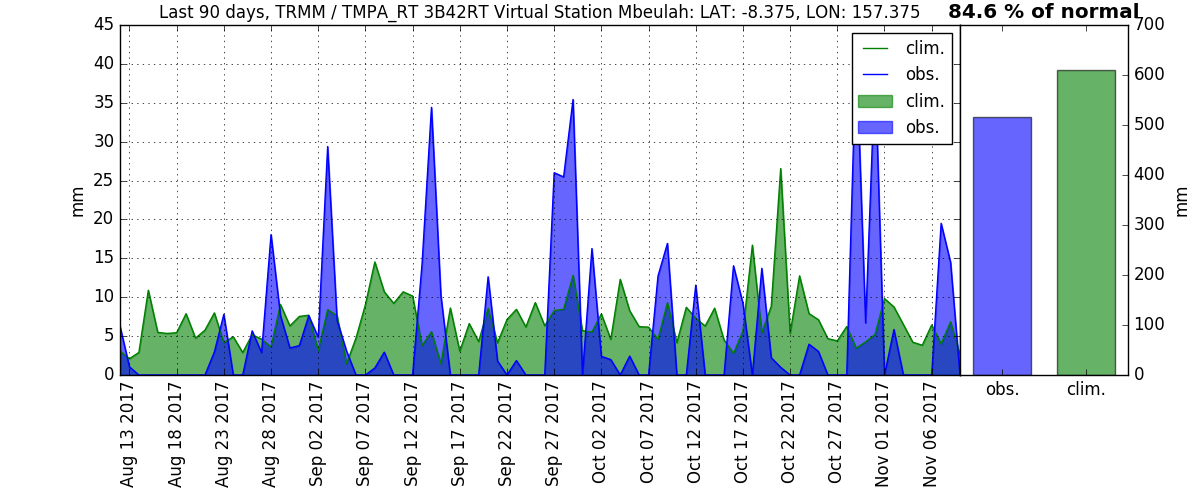 Last 90 days, TRMM / TMPA_RT 3B42RT Virtual Station Mbeulah: LAT: -8.375, LON: 157.375
84.6 % of normal
45
40
35
30
25
20
15
10
5
0
mm
clim.
obs.
clim.
obs.
700
600
500
400
300
200
100
0
mm
Aug 13 2017
Aug 18 2017
Aug 23 2017
Aug 28 2017
Sep 02 2017
Sep 07 2017
Sep 12 2017
Sep 17 2017
Sep 22 2017
Sep 27 2017
Oct 02 2017
Oct 07 2017
Oct 12 2017
Oct 17 2017
Oct 22 2017
Oct 27 2017
Nov 01 2017
Nov 06 2017
obs.
clim.